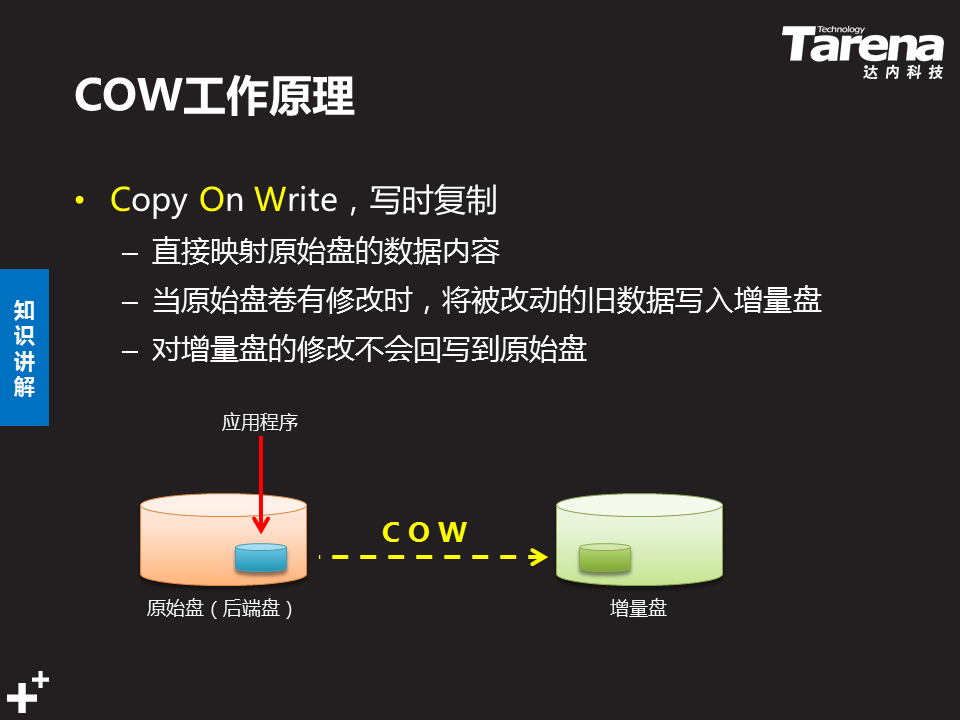 Technology
Tarena
达内科技
COW工作原理
• Copy On Write，写时复制
– 直接映射原始盘的数据内容
– 当原始盘卷有修改时，将被改动的旧数据写入增量盘
– 对增量盘的修改不会回写到原始盘
知
识
讲
解
应用程序
C O W
原始盘（后端盘）
增量盘